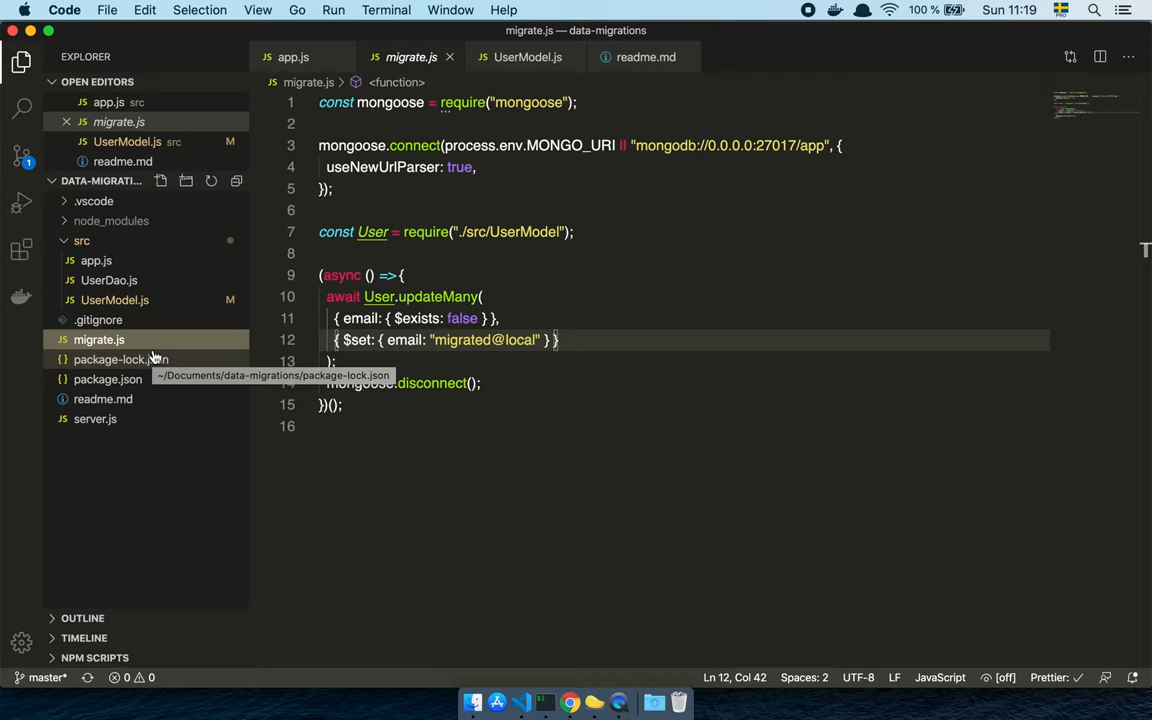 Code File Edit Selection View Go Run Terminal Window Help 100 % Sun 11:19
migrate.js — data-migrations
EXPLORER
app.js migrate.js UserModel.js readme.md
OPEN EDITORS
migrate.js > <function>
app.js src
migrate.js
UserModel.js src M
readme.md
DATA-MIGRATI...
.vscode
node_modules
src
app.js
UserDao.js
UserModel.js M
.gitignore
migrate.js
package-lock.json
~/Documents/data-migrations/package-lock.json
package.json
readme.md
server.js
1 const mongoose = require("mongoose");
2
3 mongoose.connect(process.env.MONGO_URI || "mongodb://0.0.0.0:27017/app", {
4 useNewUrlParser: true,
5 });
6
7 const User = require("./src/UserModel");
8
9 (async () => {
10 await User.updateMany(
11 { email: { $exists: false } },
12 { $set: { email: "migrated@local" } }
13 );
14 mongoose.disconnect();
15 })();
16
OUTLINE
TIMELINE
NPM SCRIPTS
master* 0 0 Ln 12, Col 42 Spaces: 2 UTF-8 LF JavaScript [off] Prettier: ✓